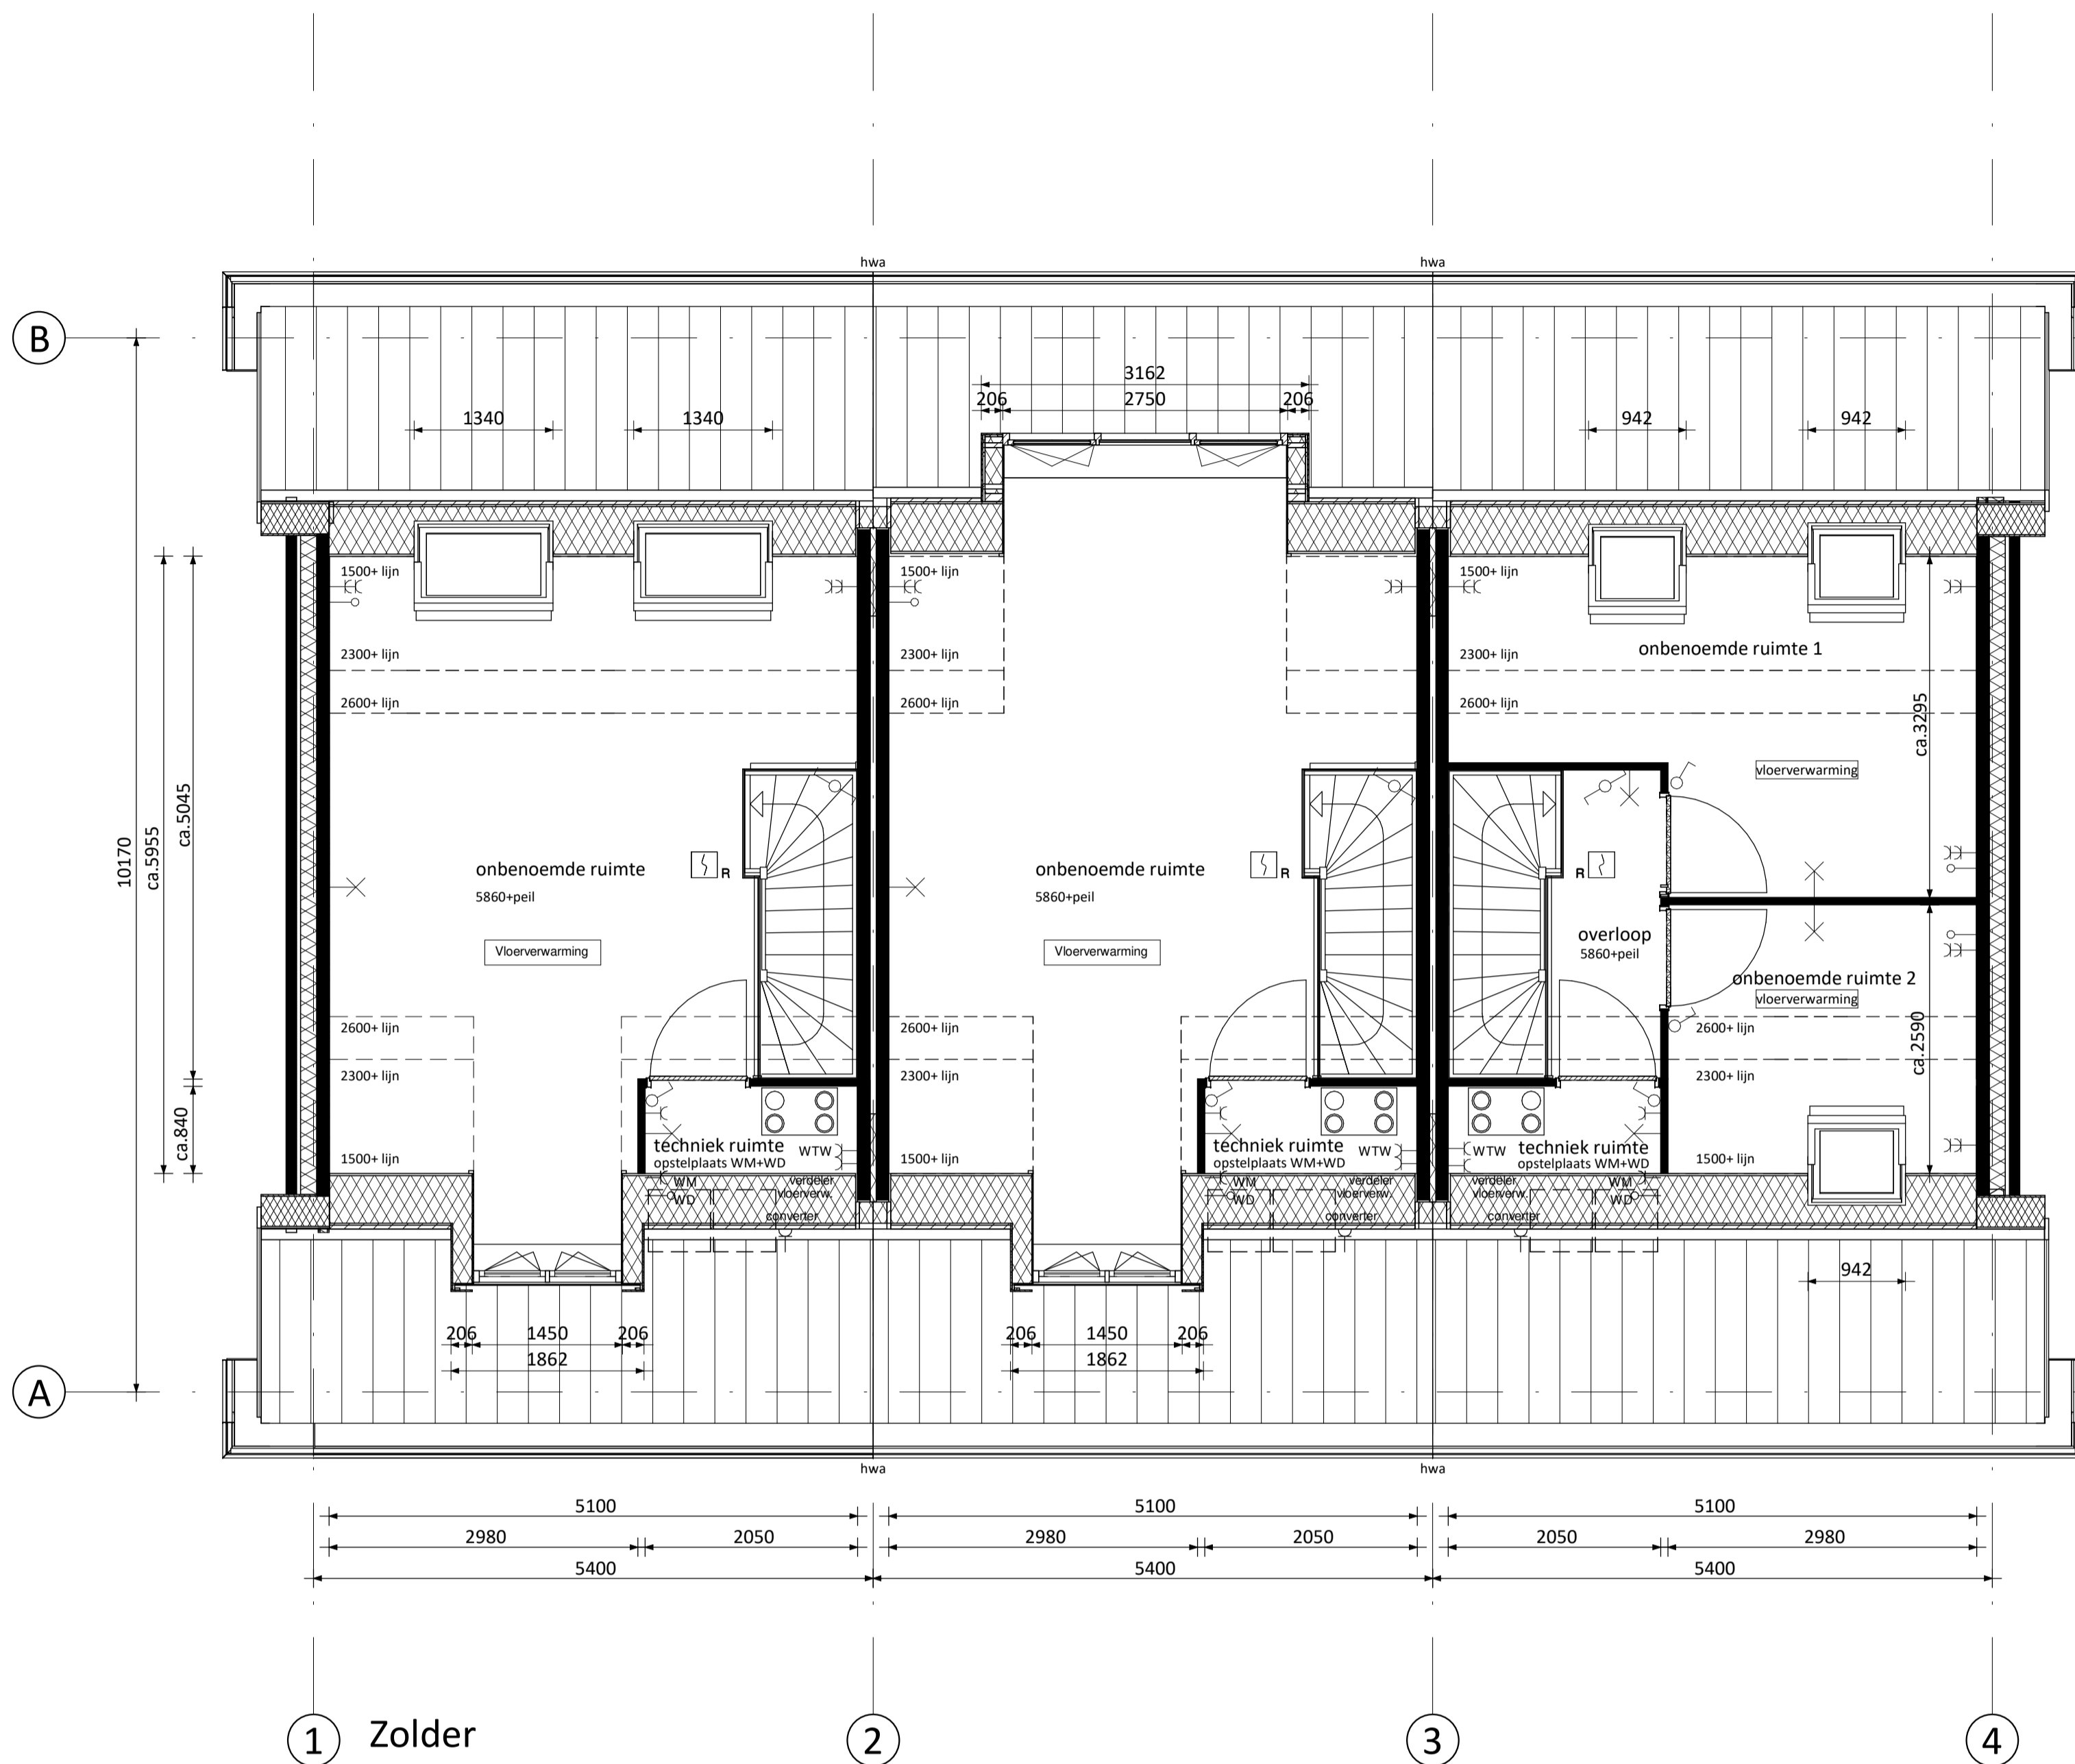 hwa
hwa
B
3162
1340
1340
206
2750
206
942
942
1500+ lijn
1500+ lijn
1500+ lijn
2300+ lijn
2300+ lijn
2300+ lijn
onbenoemde ruimte 1
2600+ lijn
2600+ lijn
2600+ lijn
ca.3295
vloerverwarming
10170
ca.5955
ca.5045
onbenoemde ruimte
R
onbenoemde ruimte
R
R
5860+peil
5860+peil
overloop
5860+peil
Vloerverwarming
Vloerverwarming
onbenoemde ruimte 2
vloerverwarming
2600+ lijn
2600+ lijn
2600+ lijn
ca.2590
2300+ lijn
2300+ lijn
2300+ lijn
ca.840
techniek ruimte
WTW
techniek ruimte
WTW
WTW
techniek ruimte
1500+ lijn
opstelplaats WM+WD
1500+ lijn
opstelplaats WM+WD
opstelplaats WM+WD
1500+ lijn
WM
verdeler
WM
verdeler
verdeler
WM
WD
vloerverw.
WD
vloerverw.
vloerverw.
WD
converter
converter
converter
942
206
1450
206
206
1450
206
1862
1862
A
hwa
hwa
5100
5100
5100
2980
2050
2980
2050
2050
2980
5400
5400
5400
1
Zolder
2
3
4